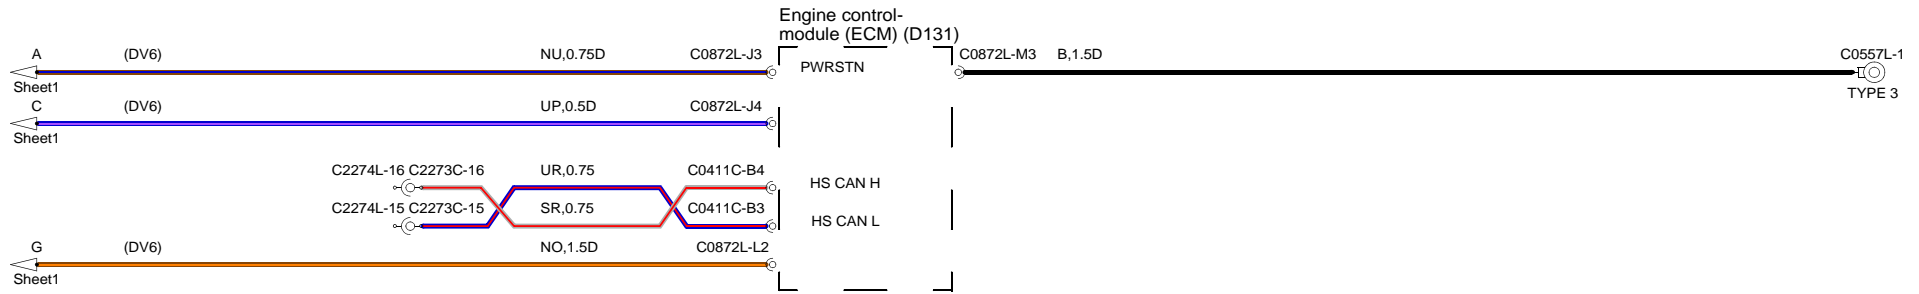 Engine control-
module (ECM) (D131)
A (DV6) NU,0.75D C0872L-J3 C0872L-M3 B,1.5D C0557L-1
PWRSTN
Sheet1 TYPE 3
C (DV6) UP,0.5D C0872L-J4
Sheet1
C2274L-16 C2273C-16 UR,0.75 C0411C-B4
HS CAN H
C2274L-15 C2273C-15 SR,0.75 C0411C-B3
HS CAN L
G (DV6) NO,1.5D C0872L-L2
Sheet1